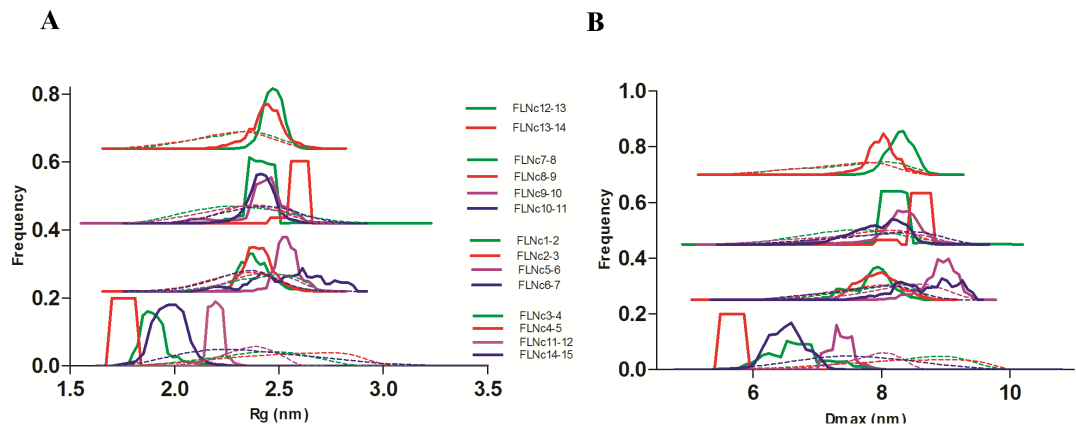 A
B
Frequency
0.8
0.6
0.4
0.2
0.0
1.5
2.0
2.5
3.0
3.5
Rg (nm)
FLNc12-13
FLNc13-14
FLNc7-8
FLNc8-9
FLNc9-10
FLNc10-11
FLNc1-2
FLNc2-3
FLNc5-6
FLNc6-7
FLNc3-4
FLNc4-5
FLNc11-12
FLNc14-15
Frequency
1.0
0.8
0.6
0.4
0.2
0.0
6
8
10
Dmax (nm)